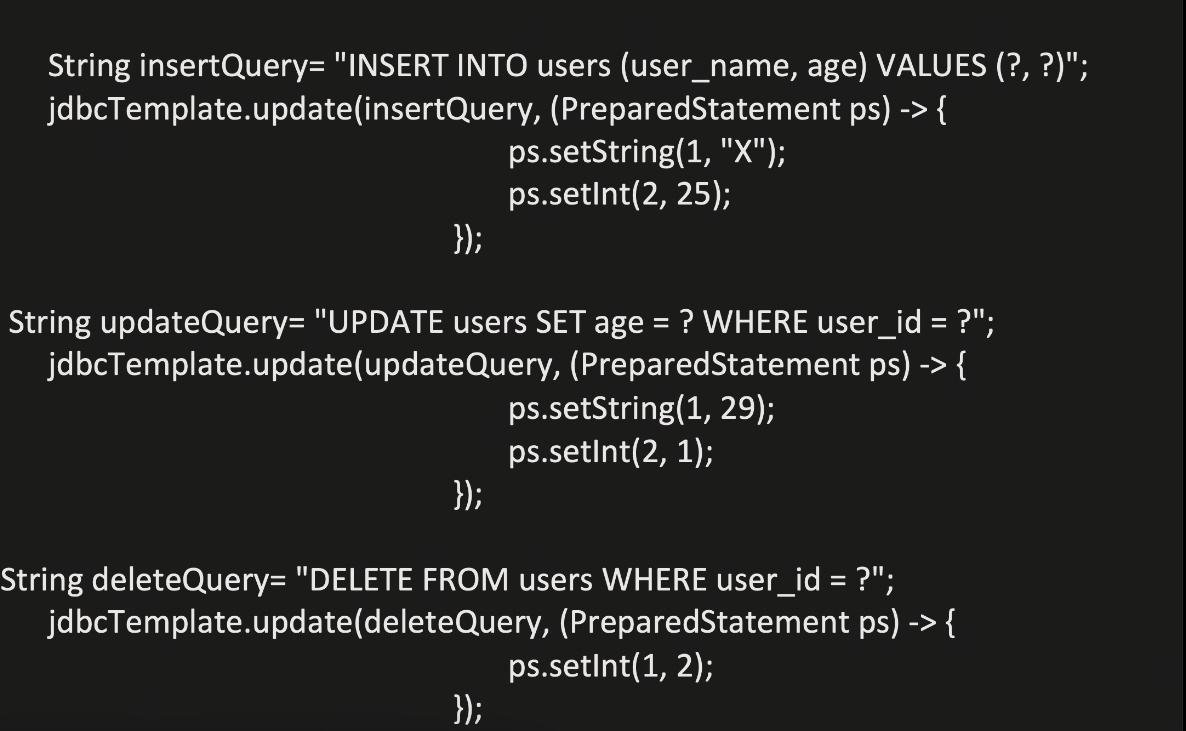 String insertQuery= "INSERT INTO users (user_name, age) VALUES (?, ?)";
jdbcTemplate.update(insertQuery, (PreparedStatement ps) -> {
ps.setString(1, "X");
ps.setInt(2, 25);
});
String updateQuery= "UPDATE users SET age = ? WHERE user_id = ?";
jdbcTemplate.update(updateQuery, (PreparedStatement ps) -> {
ps.setString(1, 29);
ps.setInt(2, 1);
});
String deleteQuery= "DELETE FROM users WHERE user_id = ?";
jdbcTemplate.update(deleteQuery, (PreparedStatement ps) -> {
ps.setInt(1, 2);
});